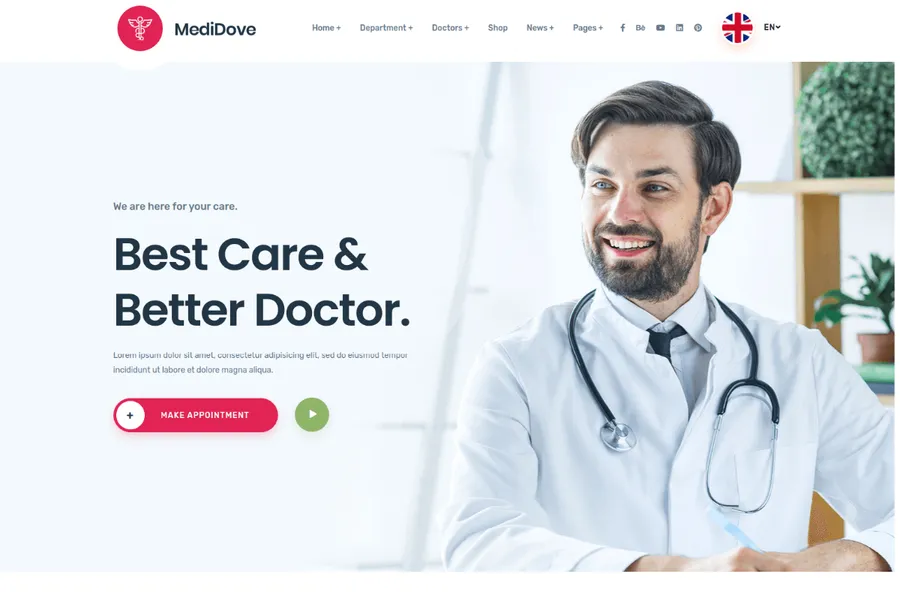 MediDove
Home +
Department +
Doctors +
Shop
News +
Pages +
EN
We are here for your care.
Best Care &
Better Doctor.
Lorem ipsum dolor sit amet, consectetur adipisicing elit, sed do eiusmod tempor
incididunt ut labore et dolore magna aliqua.
+ MAKE APPOINTMENT